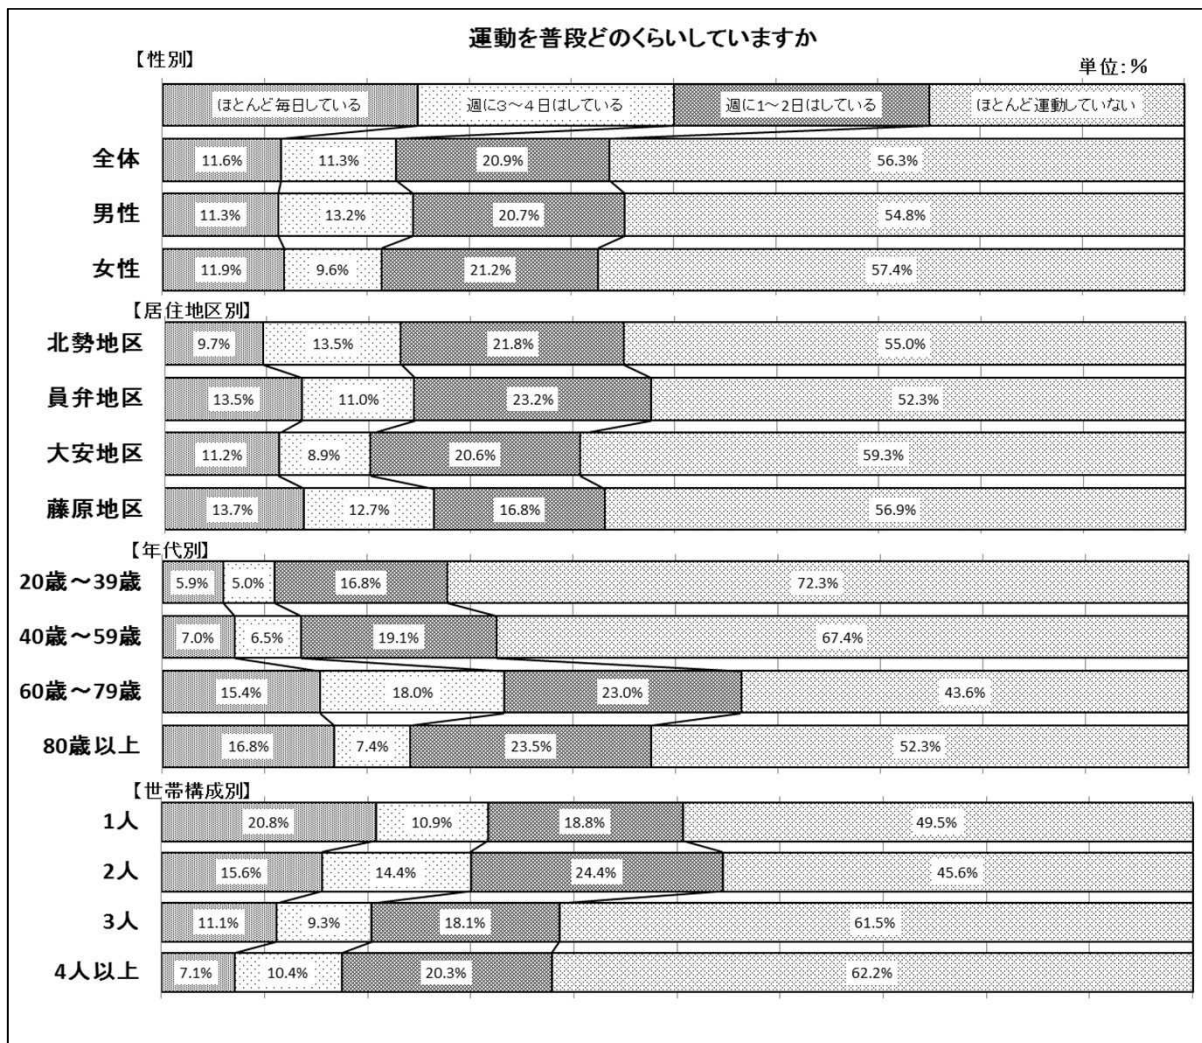 運動を普段どのくらいしていますか
【性別】
単位：％
ほとんど毎日している 週に3～4日はしている 週に1～2日はしている ほとんど運動していない
全体 11.6% 11.3% 20.9% 56.3%
男性 11.3% 13.2% 20.7% 54.8%
女性 11.9% 9.6% 21.2% 57.4%
【居住地区別】
北勢地区 9.7% 13.5% 21.8% 55.0%
員弁地区 13.5% 11.0% 23.2% 52.3%
大安地区 11.2% 8.9% 20.6% 59.3%
藤原地区 13.7% 12.7% 16.8% 56.9%
【年代別】
20歳～39歳 5.9% 5.0% 16.8% 72.3%
40歳～59歳 7.0% 6.5% 19.1% 67.4%
60歳～79歳 15.4% 18.0% 23.0% 43.6%
80歳以上 16.8% 7.4% 23.5% 52.3%
【世帯構成別】
1人 20.8% 10.9% 18.8% 49.5%
2人 15.6% 14.4% 24.4% 45.6%
3人 11.1% 9.3% 18.1% 61.5%
4人以上 7.1% 10.4% 20.3% 62.2%